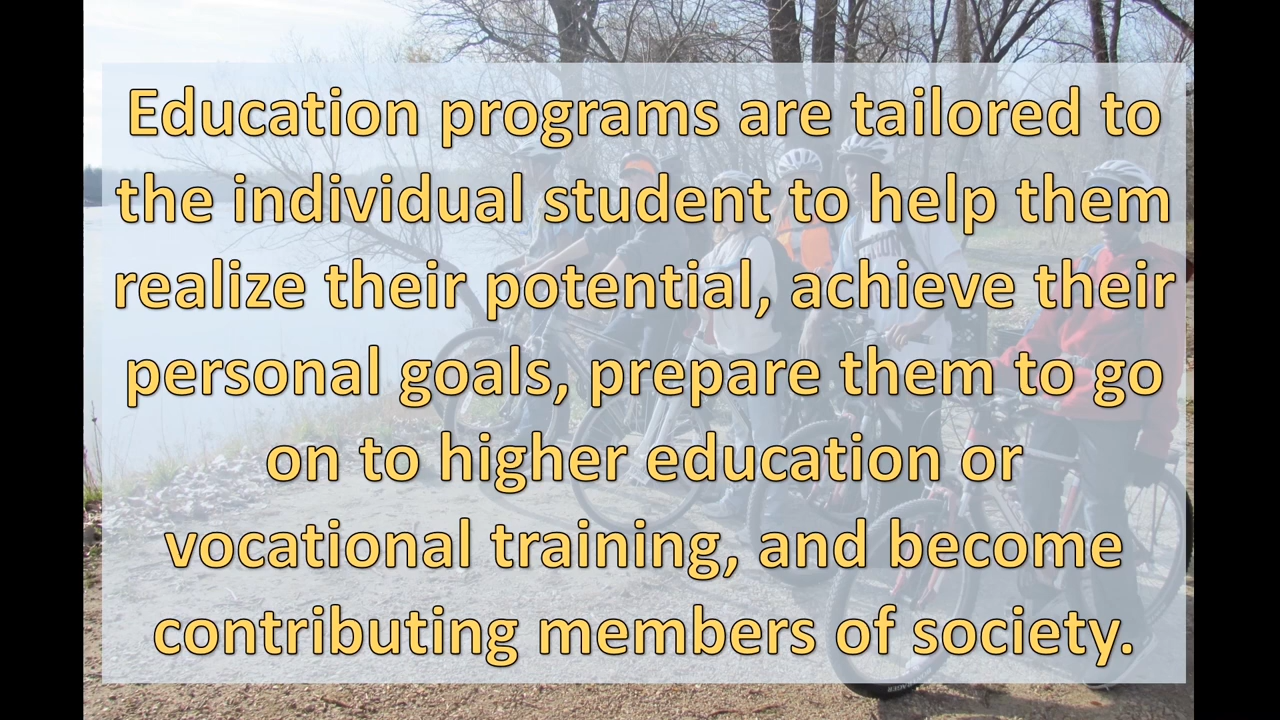 Education programs are tailored to
the individual student to help them
realize their potential, achieve their
personal goals, prepare them to go
on to higher education or
vocational training, and become
contributing members of society.